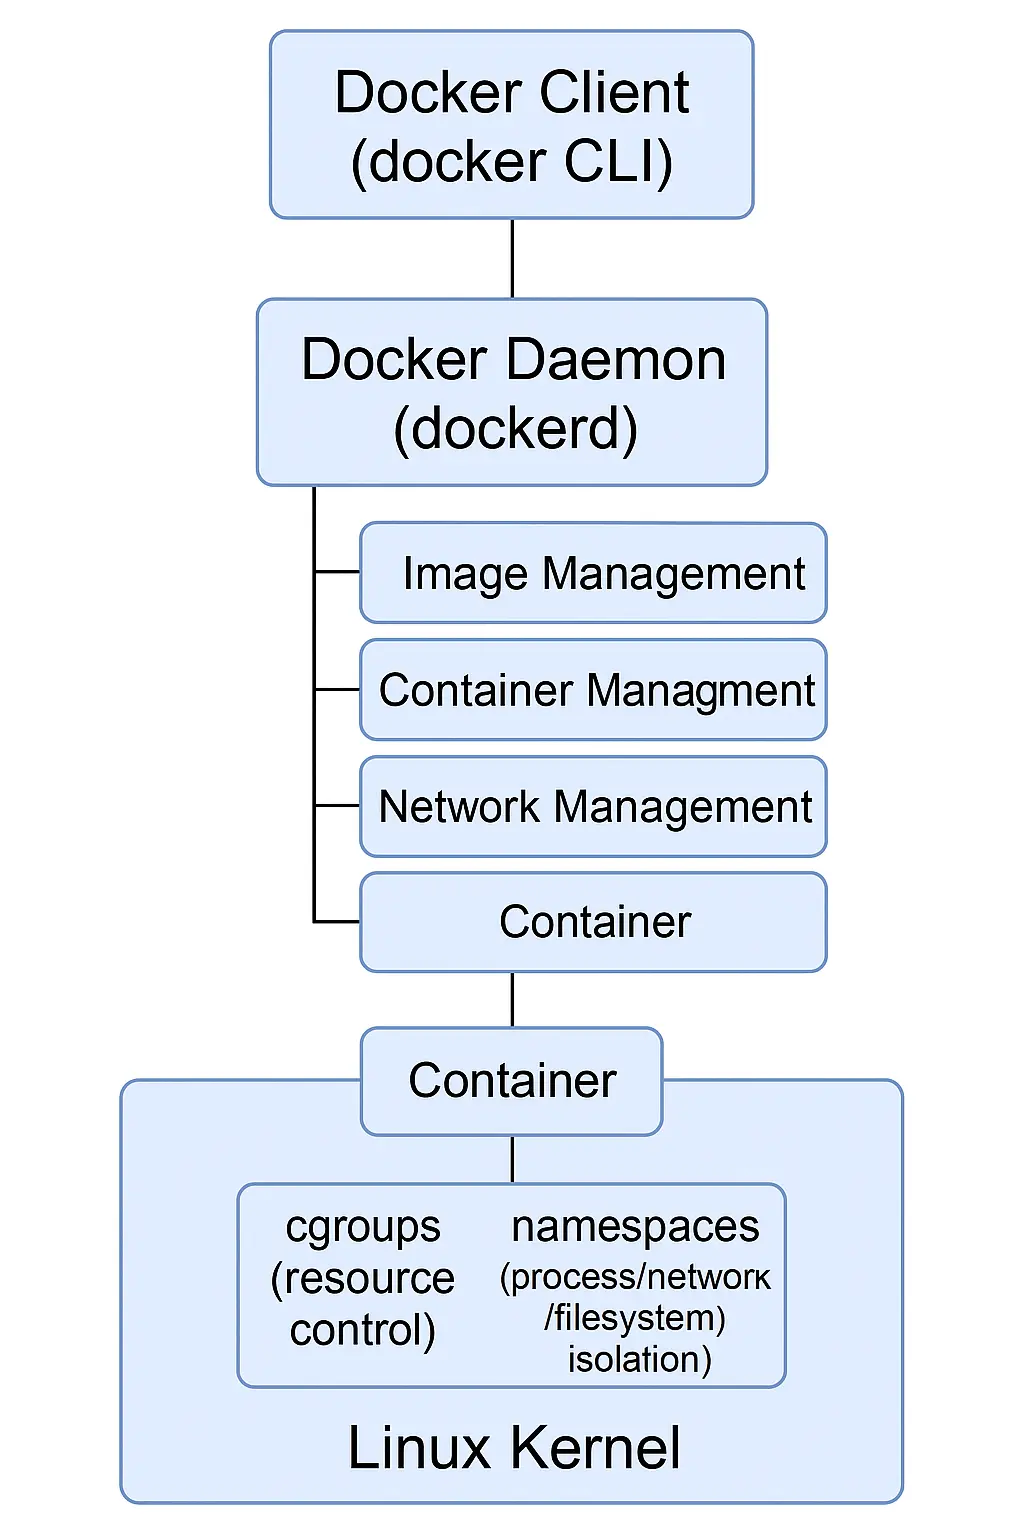 Docker Client
(docker CLI)
Docker Daemon
(dockerd)
Image Management
Container Managment
Network Management
Container
Container
cgroups
(resource
control)
namespaces
(process/networĸ
/filesystem)
isolation)
Linux Kernel